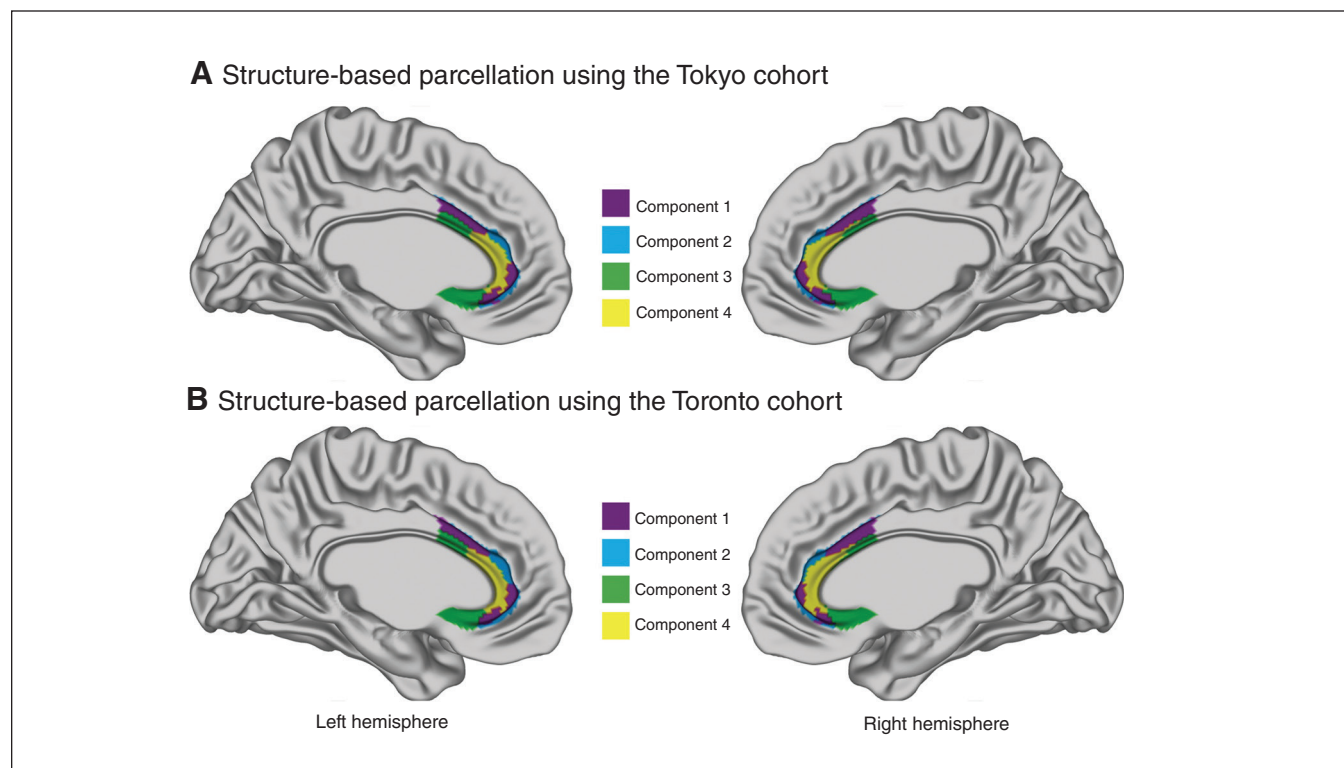 A Structure-based parcellation using the Tokyo cohort
Component 1
Component 2
Component 3
Component 4
B Structure-based parcellation using the Toronto cohort
Component 1
Component 2
Component 3
Component 4
Left hemisphere
Right hemisphere